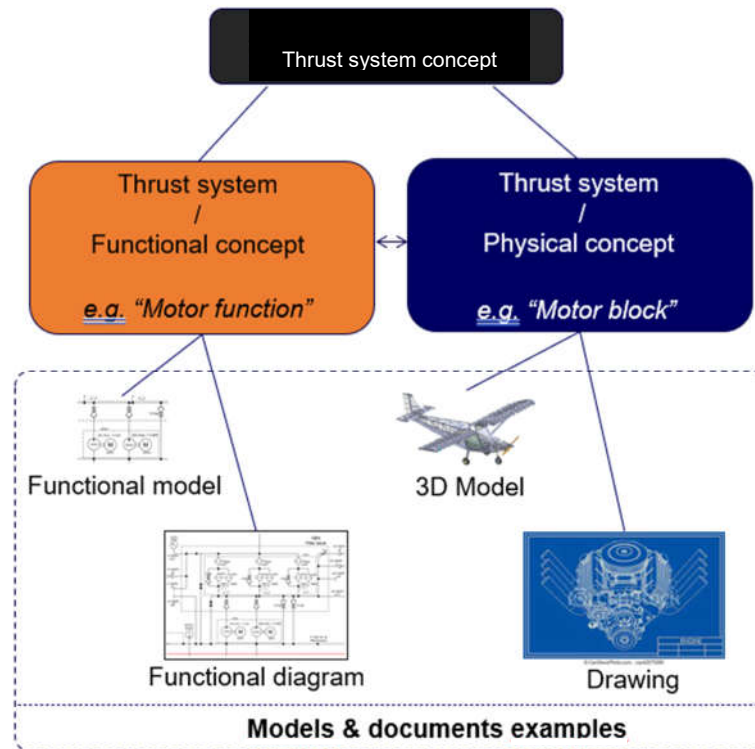 Thrust system concept
Thrust system
/
Functional concept
e.g. “Motor function”
Thrust system
/
Physical concept
e.g. “Motor block”
Functional model
3D Model
Functional diagram
Drawing
Models & documents examples